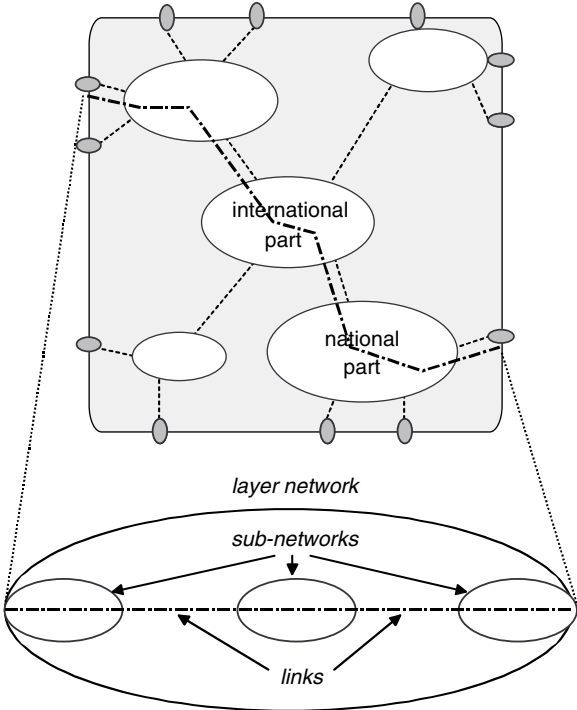 international
part
national
part
layer network
sub-networks
links